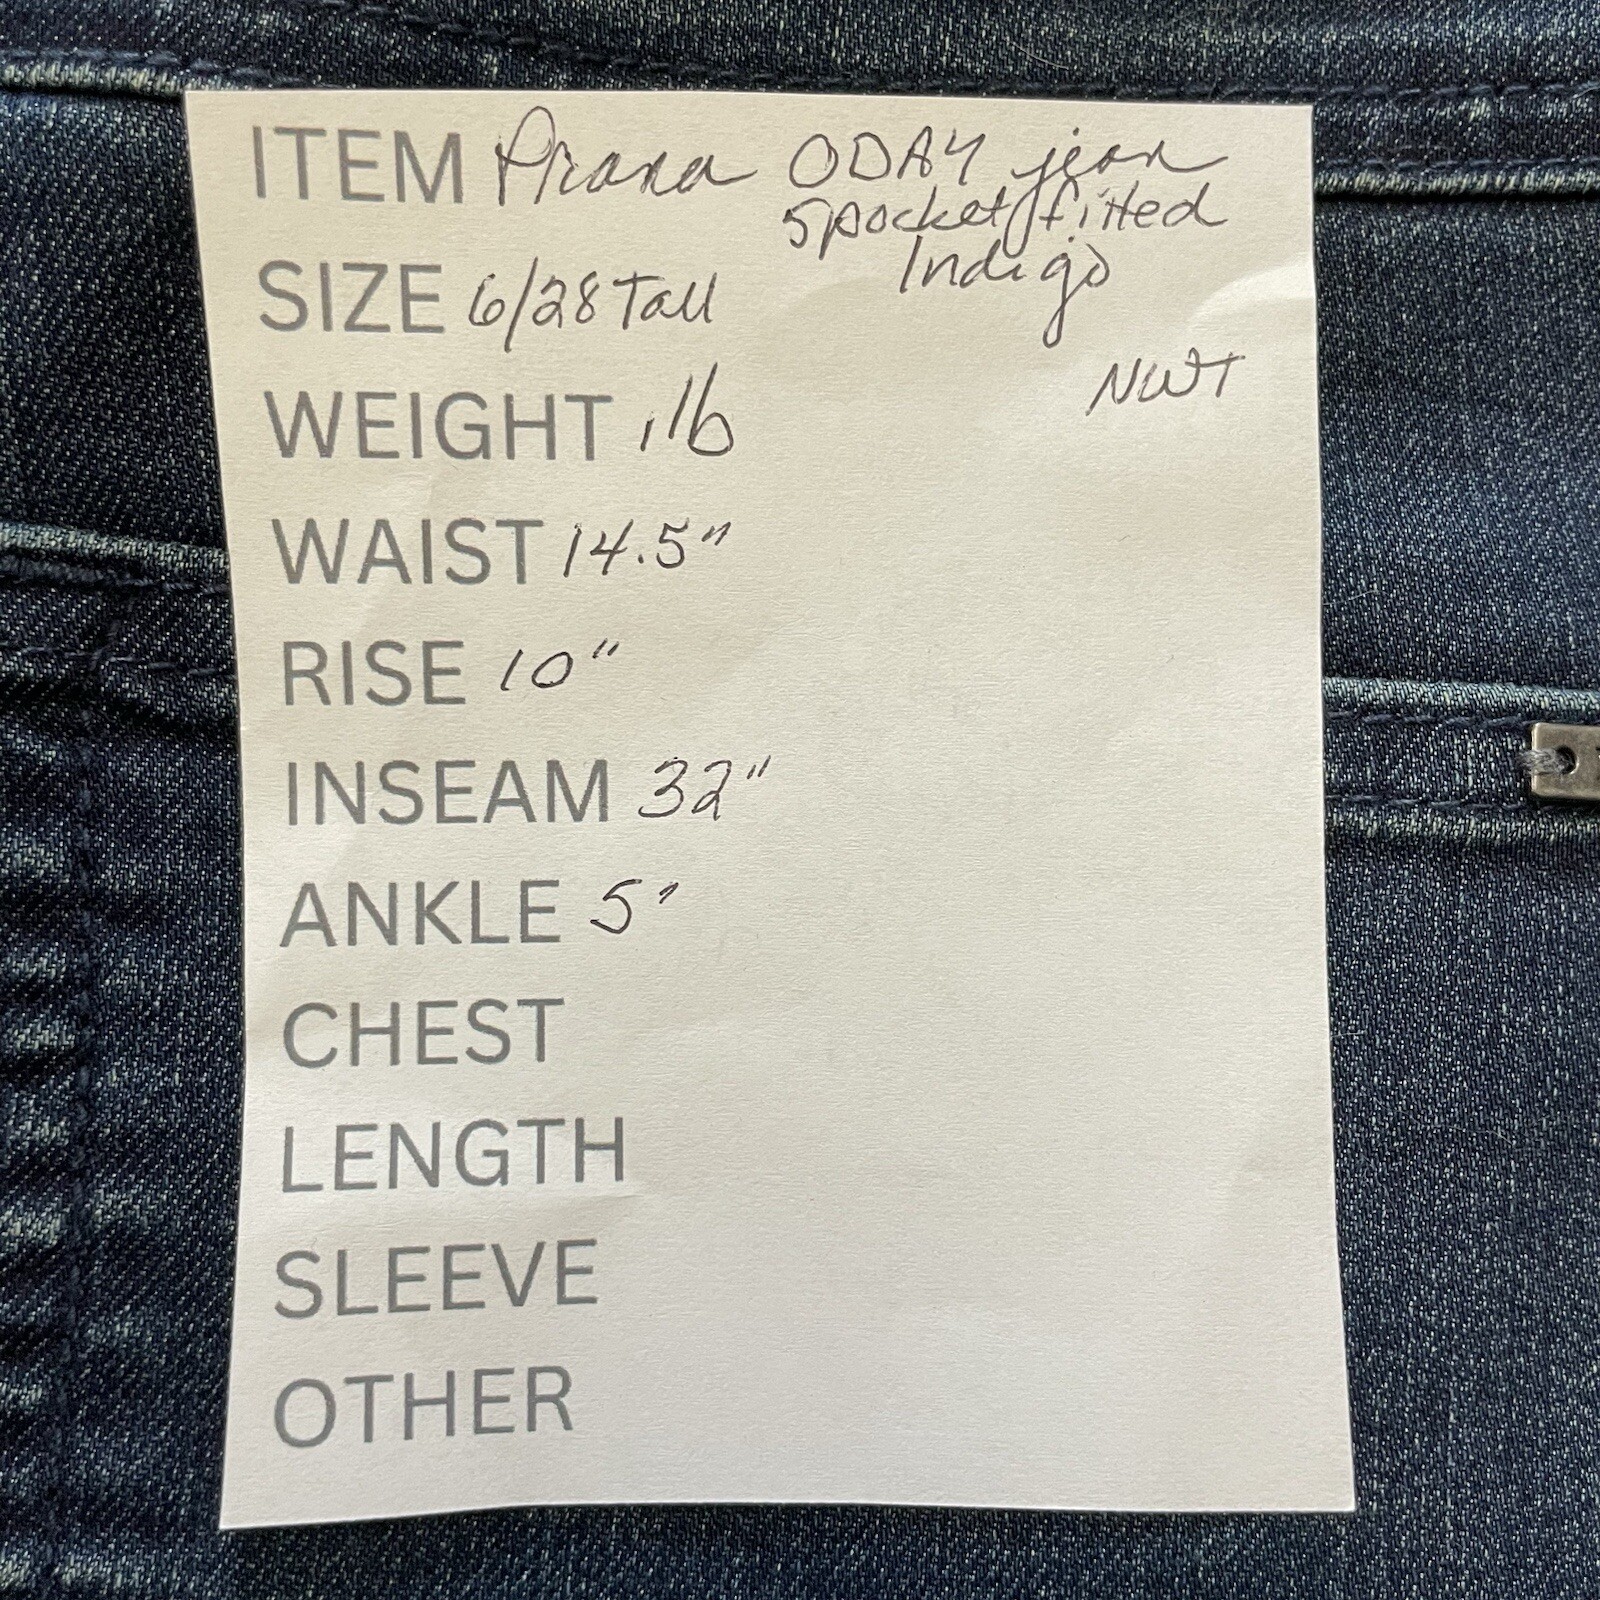 ITEM Prana ODAY jean
5pocket fitted
Indigo
SIZE 6/28 Tall
NWT
WEIGHT 1lb
WAIST 14.5"
RISE 10"
INSEAM 32"
ANKLE 5"
CHEST
LENGTH
SLEEVE
OTHER